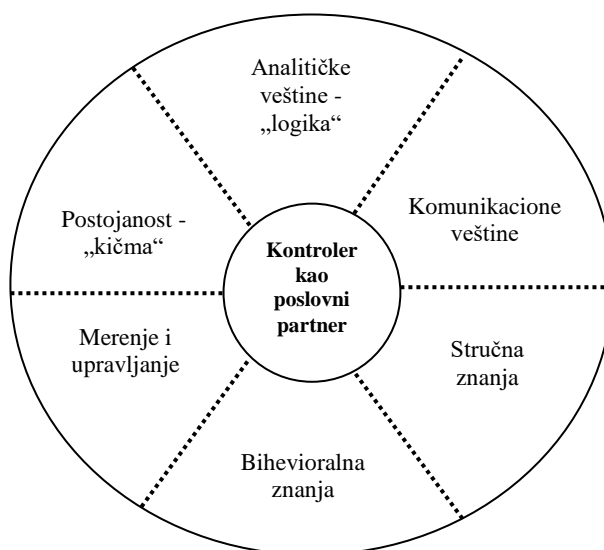 Analitičke
veštine -
„logika“
Komunikacione
veštine
Stručna
znanja
Bihevioralna
znanja
Merenje i
upravljanje
Postojanost -
„kičma“
Kontroler
kao
poslovni
partner